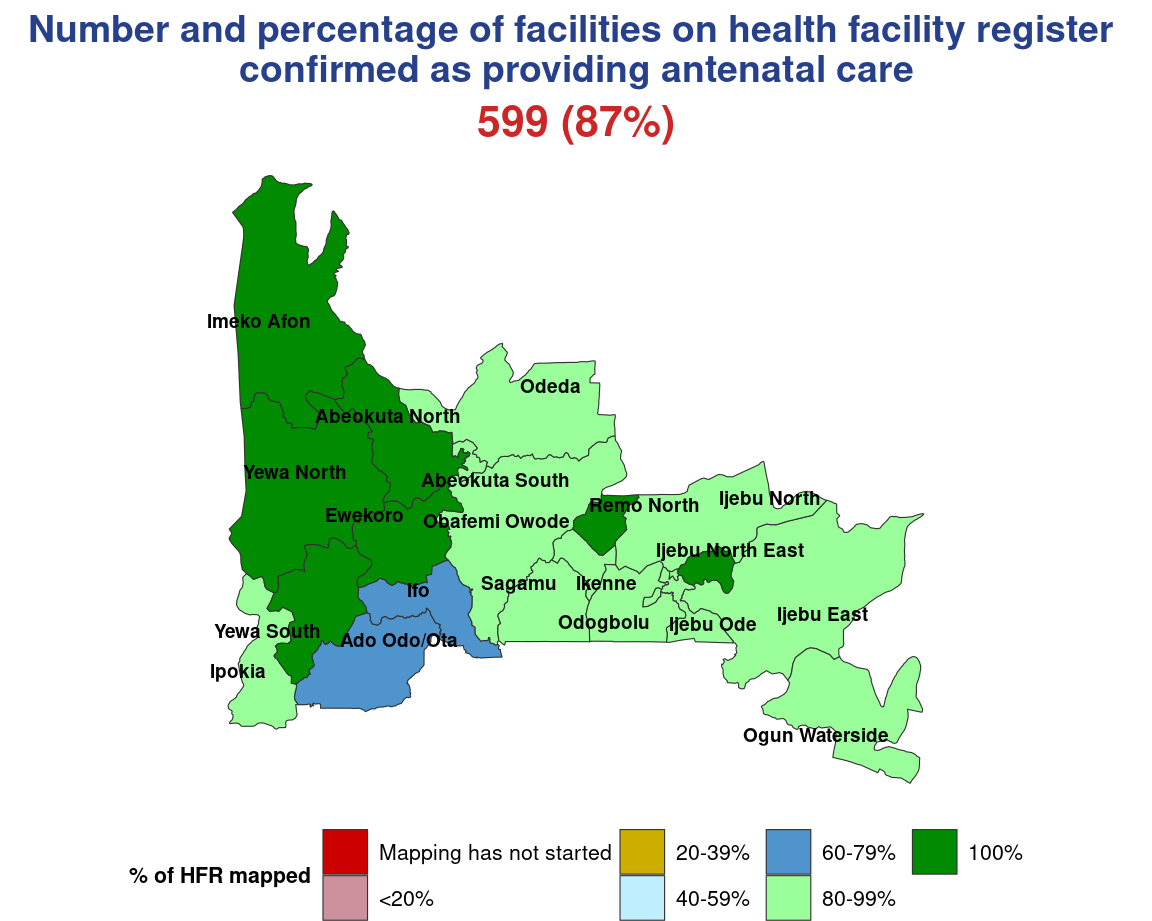 Number and percentage of facilities on health facility register
confirmed as providing antenatal care
599 (87%)
Imeko Afon
Odeda
Abeokuta North
Yewa North
Abeokuta South
Ijebu North
Remo North
Ewekoro
Obafemi Owode
Ijebu North East
Sagamu
Ikenne
Ifo
Ijebu East
Odogbolu
Ijebu Ode
Yewa South
Ado Odo/Ota
Ipokia
Ogun Waterside
% of HFR mapped
Mapping has not started
<20%
20-39%
40-59%
60-79%
80-99%
100%